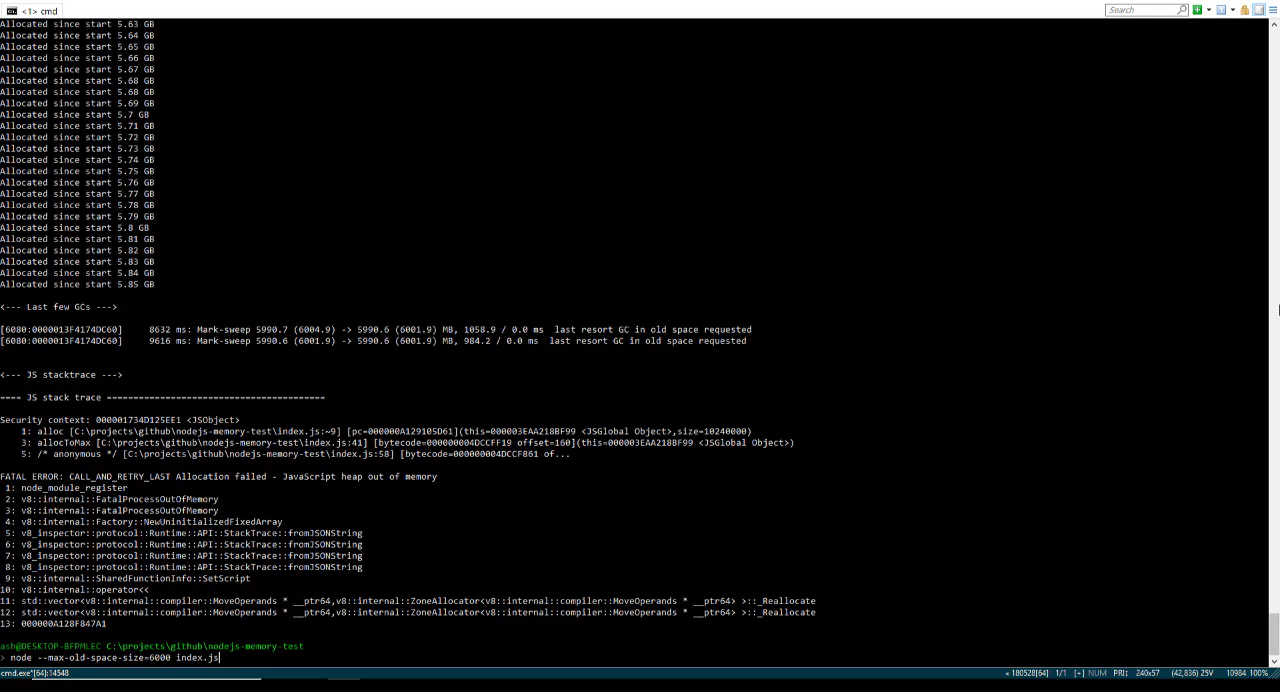 <1> cmd
Search
Allocated since start 5.63 GB
Allocated since start 5.64 GB
Allocated since start 5.65 GB
Allocated since start 5.66 GB
Allocated since start 5.67 GB
Allocated since start 5.68 GB
Allocated since start 5.68 GB
Allocated since start 5.69 GB
Allocated since start 5.7 GB
Allocated since start 5.71 GB
Allocated since start 5.72 GB
Allocated since start 5.73 GB
Allocated since start 5.74 GB
Allocated since start 5.75 GB
Allocated since start 5.76 GB
Allocated since start 5.77 GB
Allocated since start 5.78 GB
Allocated since start 5.79 GB
Allocated since start 5.8 GB
Allocated since start 5.81 GB
Allocated since start 5.82 GB
Allocated since start 5.83 GB
Allocated since start 5.84 GB
Allocated since start 5.85 GB
<--- Last few GCs --->
[6080:0000013F4174DC60] 8632 ms: Mark-sweep 5990.7 (6004.9) -> 5990.6 (6001.9) MB, 1058.9 / 0.0 ms last resort GC in old space requested
[6080:0000013F4174DC60] 9616 ms: Mark-sweep 5990.6 (6001.9) -> 5990.6 (6001.9) MB, 984.2 / 0.0 ms last resort GC in old space requested
<--- JS stacktrace --->
==== JS stack trace =========================================
Security context: 000001734D125EE1 <JSObject>
1: alloc [C:\projects\github\nodejs-memory-test\index.js:~9] [pc=000000A129105D61](this=000003EAA218BF99 <JSGlobal Object>,size=10240000)
3: allocToMax [C:\projects\github\nodejs-memory-test\index.js:41] [bytecode=000000004DCCFF19 offset=160](this=000003EAA218BF99 <JSGlobal Object>)
5: /* anonymous */ [C:\projects\github\nodejs-memory-test\index.js:58] [bytecode=000000004DCCF861 of...
FATAL ERROR: CALL_AND_RETRY_LAST Allocation failed - JavaScript heap out of memory
1: node_module_register
2: v8::internal::FatalProcessOutOfMemory
3: v8::internal::FatalProcessOutOfMemory
4: v8::internal::Factory::NewUninitializedFixedArray
5: v8_inspector::protocol::Runtime::API::StackTrace::fromJSONString
6: v8_inspector::protocol::Runtime::API::StackTrace::fromJSONString
7: v8_inspector::protocol::Runtime::API::StackTrace::fromJSONString
8: v8_inspector::protocol::Runtime::API::StackTrace::fromJSONString
9: v8::internal::SharedFunctionInfo::SetScript
10: v8::internal::operator<<
11: std::vector<v8::internal::compiler::MoveOperands * __ptr64,v8::internal::ZoneAllocator<v8::internal::compiler::MoveOperands * __ptr64> >::_Reallocate
12: std::vector<v8::internal::compiler::MoveOperands * __ptr64,v8::internal::ZoneAllocator<v8::internal::compiler::MoveOperands * __ptr64> >::_Reallocate
13: 000000A128F847A1
ash@DESKTOP-BFPMLEC C:\projects\github\nodejs-memory-test
> node --max-old-space-size=6000 index.js
cmd.exe*[64]:14548
« 180528[64] 1/1 [+] NUM PRI↕ 240x57 (42,836) 25V 10984 100%